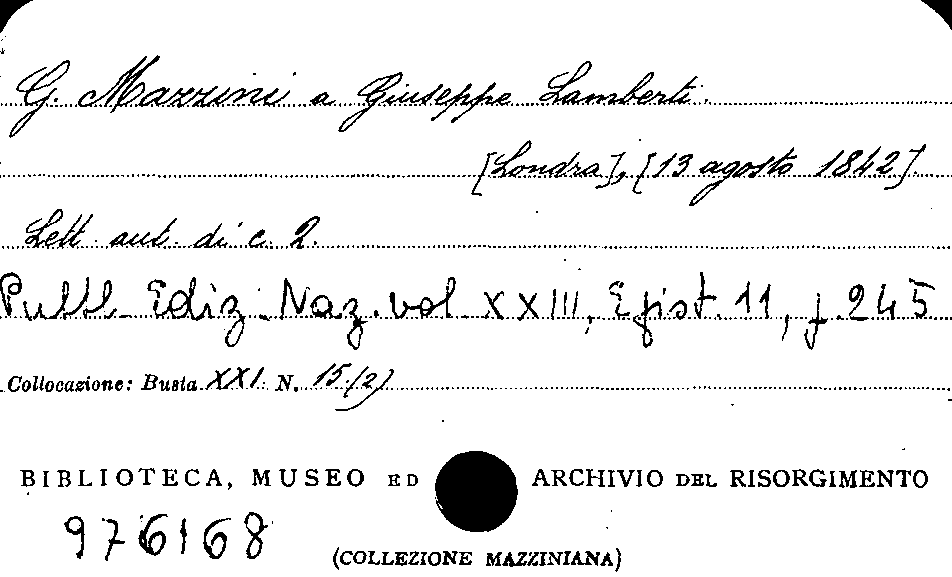 G. Mazzini a Giuseppe Lamberti.
[Londra], [13 agosto 1842].
Lett. aut. di c. 2.
Pubbl. Ediz. Naz. vol. XXIII, Epist. 11, p. 245
Collocazione: Busta XXI N. 15(2)
BIBLIOTECA, MUSEO ED ARCHIVIO DEL RISORGIMENTO
976168
(COLLEZIONE MAZZINIANA)